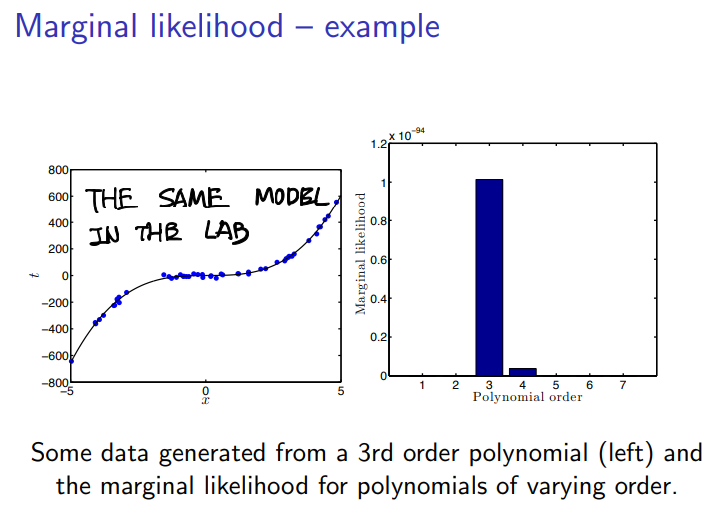 Marginal likelihood – example
THE SAME MODEL
IN THE LAB
800
600
400
200
0
−200
−400
−600
−800
t
−5
0
5
x
1.2 x 10⁻⁹⁴
1
0.8
0.6
0.4
0.2
0
Marginal likelihood
1 2 3 4 5 6 7
Polynomial order
Some data generated from a 3rd order polynomial (left) and
the marginal likelihood for polynomials of varying order.